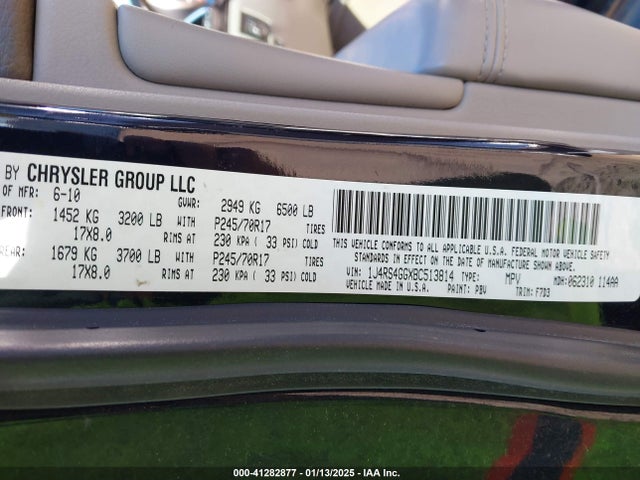 BY CHRYSLER GROUP LLC
OF MFR: 6-10 GVWR: 2949 KG 6500 LB
FRONT: 1452 KG 3200 LB WITH P245/70R17 TIRES
17X8.0 RIMS AT 230 KPA ( 33 PSI) COLD
REAR: 1679 KG 3700 LB WITH P245/70R17 TIRES
17X8.0 RIMS AT 230 KPA ( 33 PSI) COLD
THIS VEHICLE CONFORMS TO ALL APPLICABLE U.S.A. FEDERAL MOTOR VEHICLE SAFETY
STANDARDS IN EFFECT ON THE DATE OF MANUFACTURE SHOWN ABOVE.
VIN: 1J4RS4GGXBC513814 TYPE: MPV MDH: 062310 114AA
VEHICLE MADE IN U.S.A. PAINT: PBV TRIM: F7D3
000-41282877 — 01/13/2025 — IAA Inc.